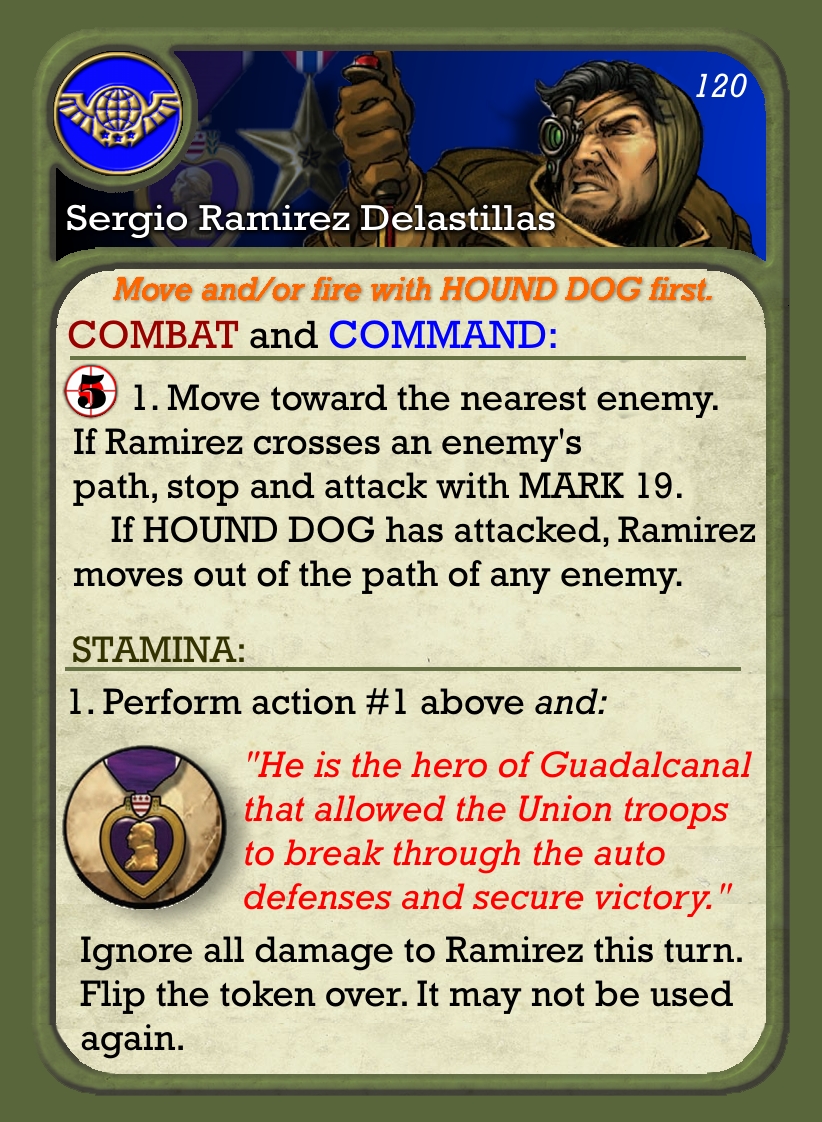 120
Sergio Ramirez Delastillas
Move and/or fire with HOUND DOG first.
COMBAT and COMMAND:
5 1. Move toward the nearest enemy.
If Ramirez crosses an enemy's
path, stop and attack with MARK 19.
If HOUND DOG has attacked, Ramirez
moves out of the path of any enemy.
STAMINA:
1. Perform action #1 above and:
"He is the hero of Guadalcanal
that allowed the Union troops
to break through the auto
defenses and secure victory."
Ignore all damage to Ramirez this turn.
Flip the token over. It may not be used
again.